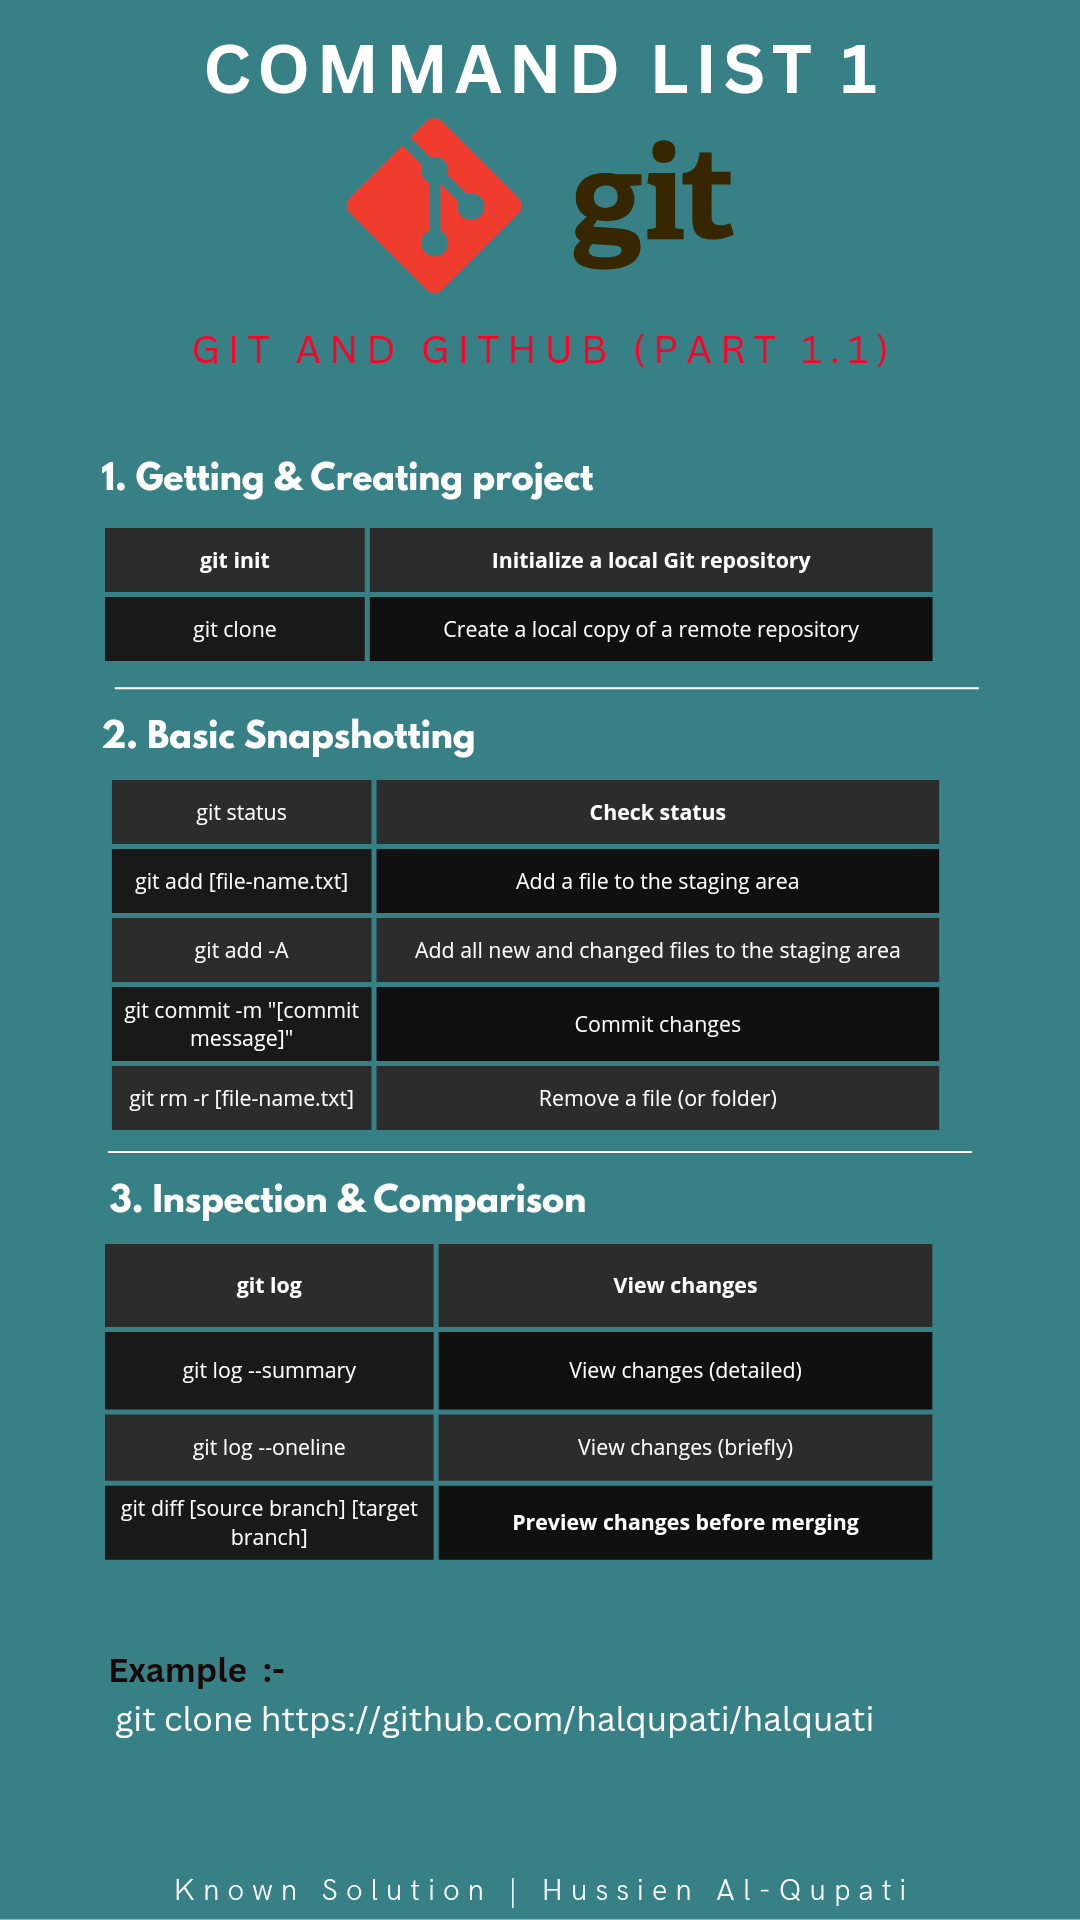 COMMAND LIST 1
git
GIT AND GITHUB (PART 1.1)
1. Getting & Creating project
git init Initialize a local Git repository
git clone Create a local copy of a remote repository
2. Basic Snapshotting
git status Check status
git add [file-name.txt] Add a file to the staging area
git add -A Add all new and changed files to the staging area
git commit -m "[commit
message]"
Commit changes
git rm -r [file-name.txt] Remove a file (or folder)
3. Inspection & Comparison
git log View changes
git log --summary View changes (detailed)
git log --oneline View changes (briefly)
git diff [source branch] [target
branch]
Preview changes before merging
Example :-
git clone https://github.com/halqupati/halquati
Known Solution | Hussien Al-Qupati